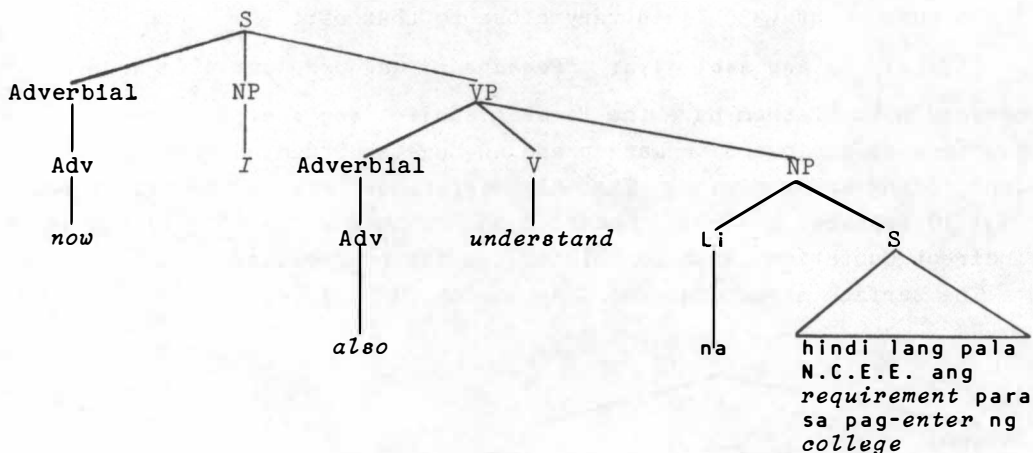 S
Adverbial NP VP
Adv I Adverbial V NP
now Adv understand Li S
also na hindi lang pala
N.C.E.E. ang
requirement para
sa pag-enter ng
college